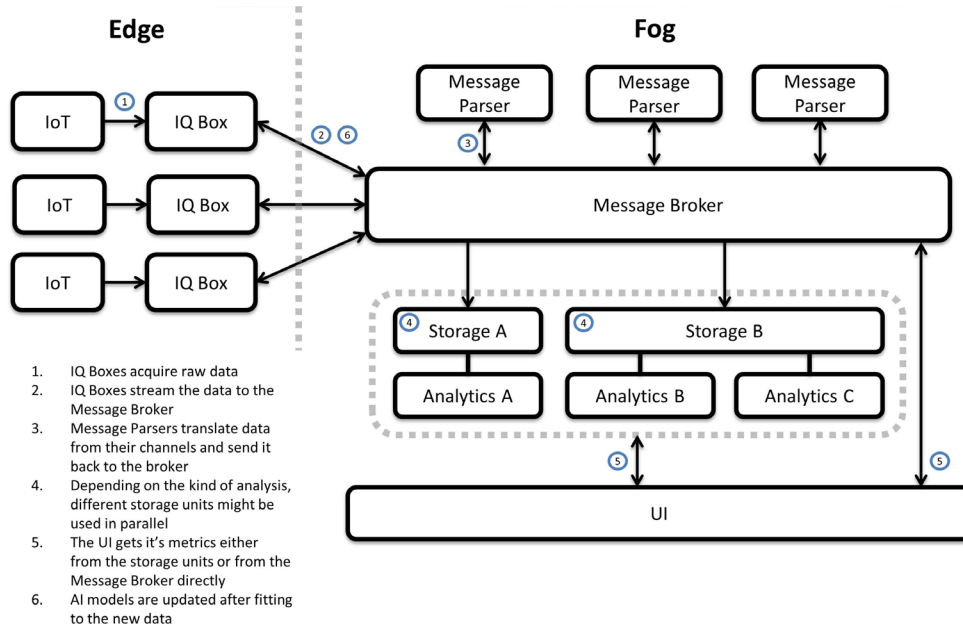 Edge
Fog
Message
Parser
Message
Parser
Message
Parser
1
IoT
IQ Box
2
6
3
IoT
IQ Box
Message Broker
IoT
IQ Box
4
Storage A
4
Storage B
Analytics A
Analytics B
Analytics C
5
5
UI
1. IQ Boxes acquire raw data
2. IQ Boxes stream the data to the
Message Broker
3. Message Parsers translate data
from their channels and send it
back to the broker
4. Depending on the kind of analysis,
different storage units might be
used in parallel
5. The UI gets it's metrics either
from the storage units or from the
Message Broker directly
6. AI models are updated after fitting
to the new data